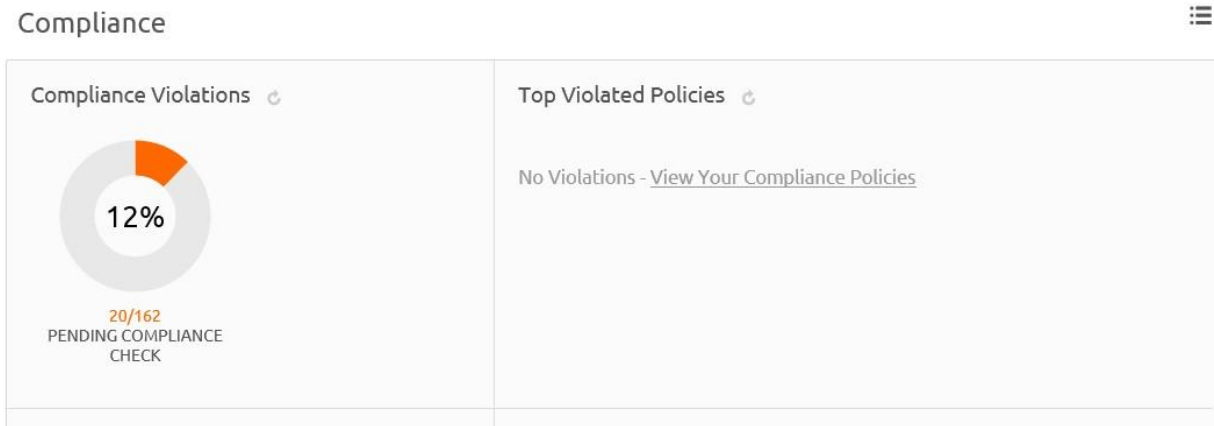 Compliance
Compliance Violations
Top Violated Policies
12%
20/162
PENDING COMPLIANCE
CHECK
No Violations - View Your Compliance Policies